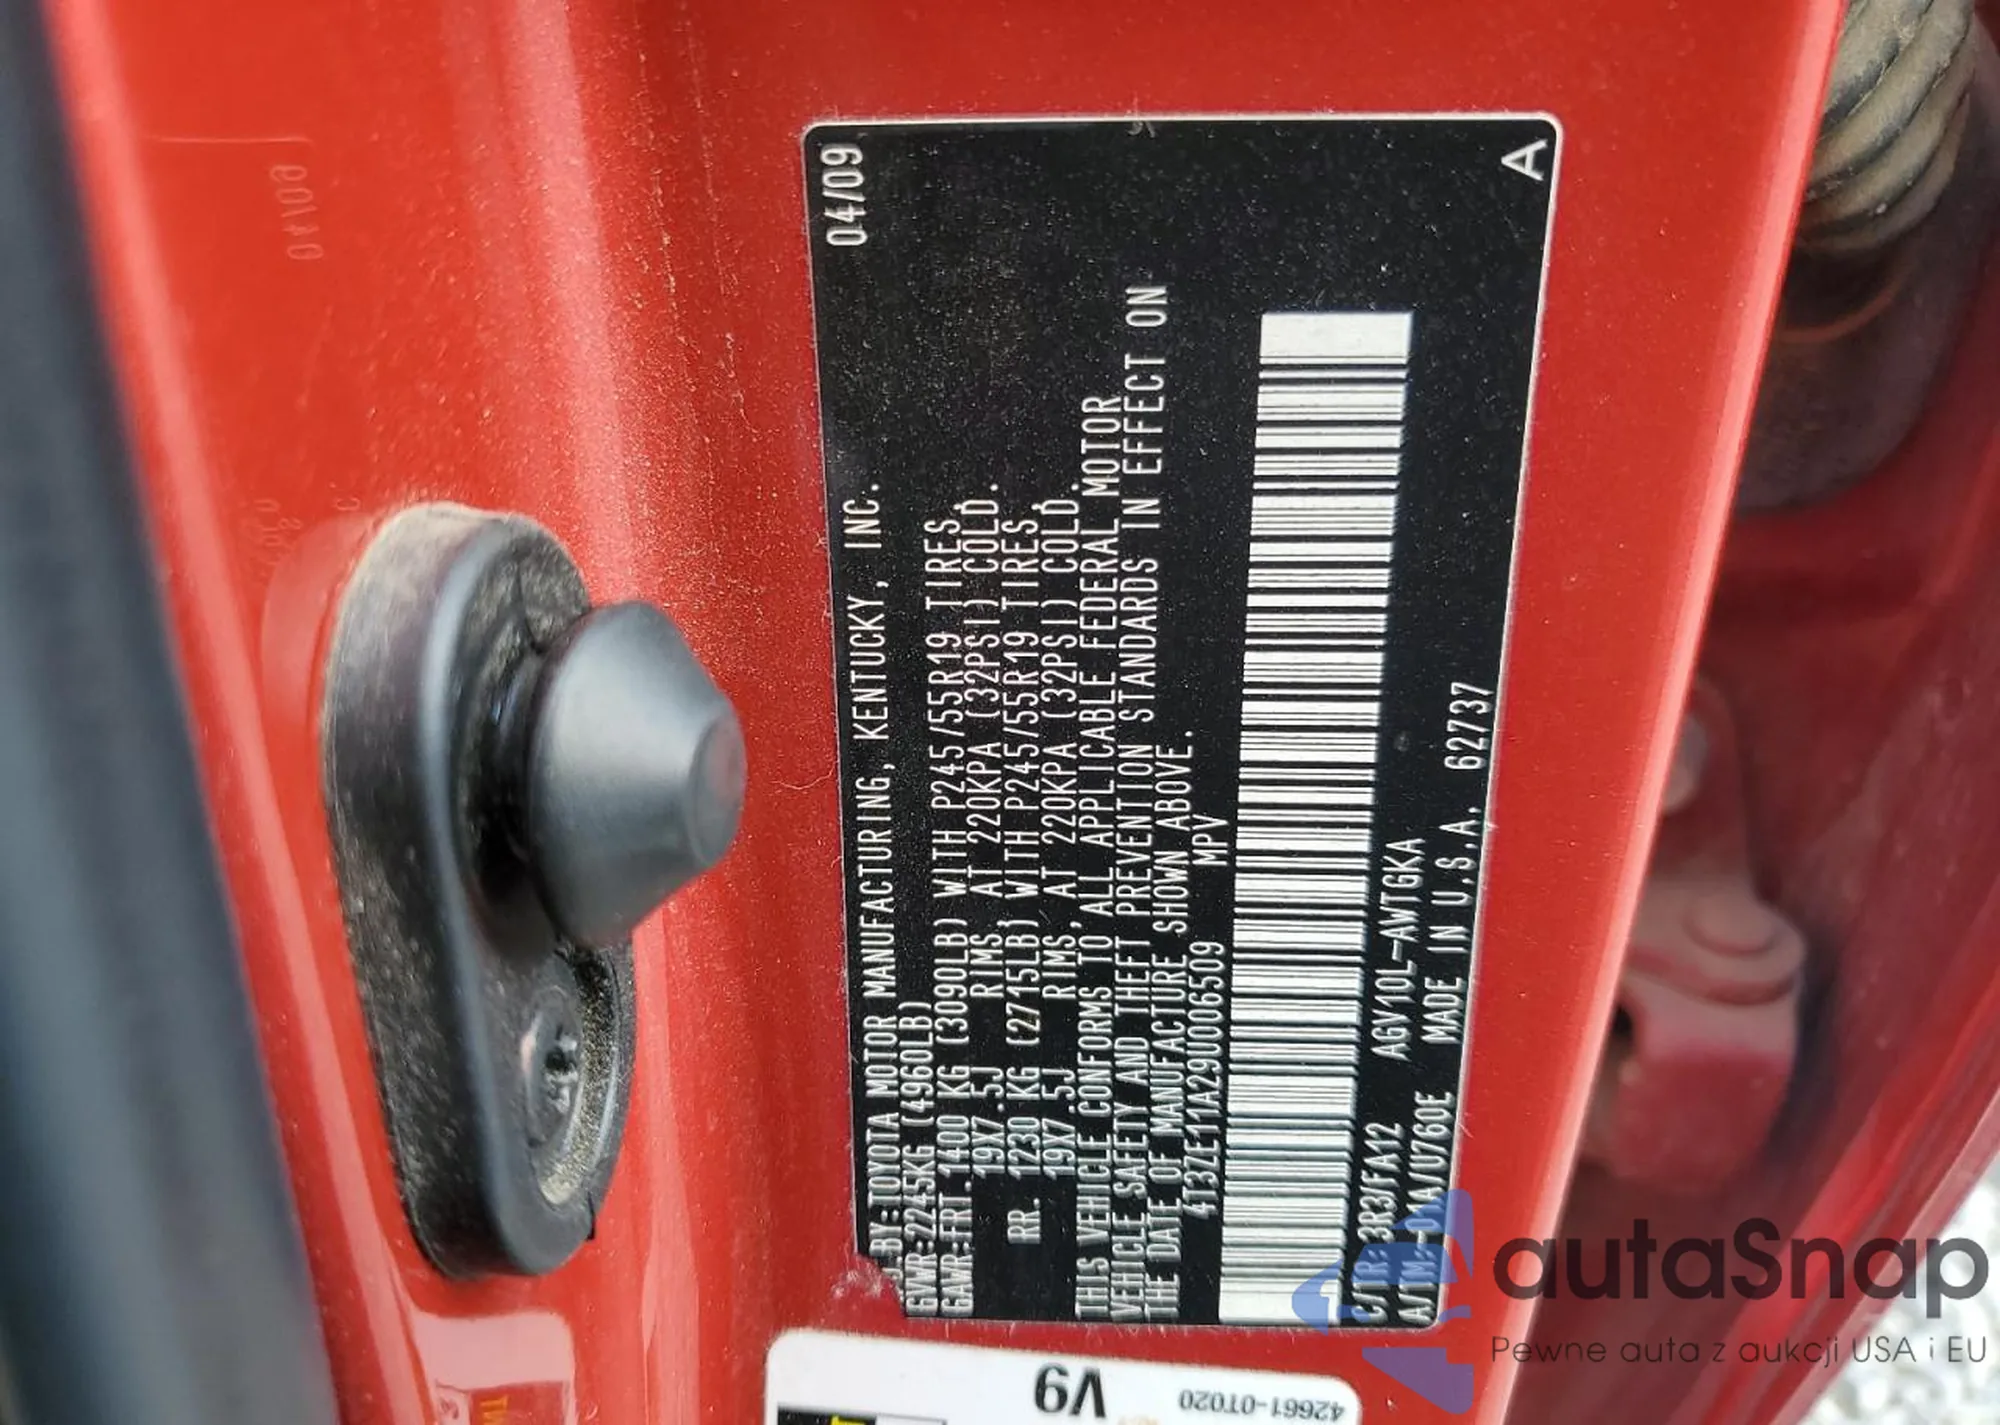 04/09
BY:TOYOTA MOTOR MANUFACTURING, KENTUCKY, INC.
GVWR:2245KG (4960LB)
GAWR:FRT.1400 KG (3090LB) WITH P245/55R19 TIRES,
19X7.5J RIMS, AT 220KPA (32PSI) COLD.
RR. 1230 KG (2715LB) WITH P245/55R19 TIRES,
19X7.5J RIMS, AT 220KPA (32PSI) COLD.
THIS VEHICLE CONFORMS TO ALL APPLICABLE FEDERAL MOTOR
VEHICLE SAFETY AND THEFT PREVENTION STANDARDS IN EFFECT ON
THE DATE OF MANUFACTURE SHOWN ABOVE.
4T3ZE11A29U006509 MPV
C/TR: 3R3/FA12 AGV10L-AWTGKA
MADE IN U.S.A. 62737
A
V9
42661-0T020
autaSnap
Pewne auta z aukcji USA i EU